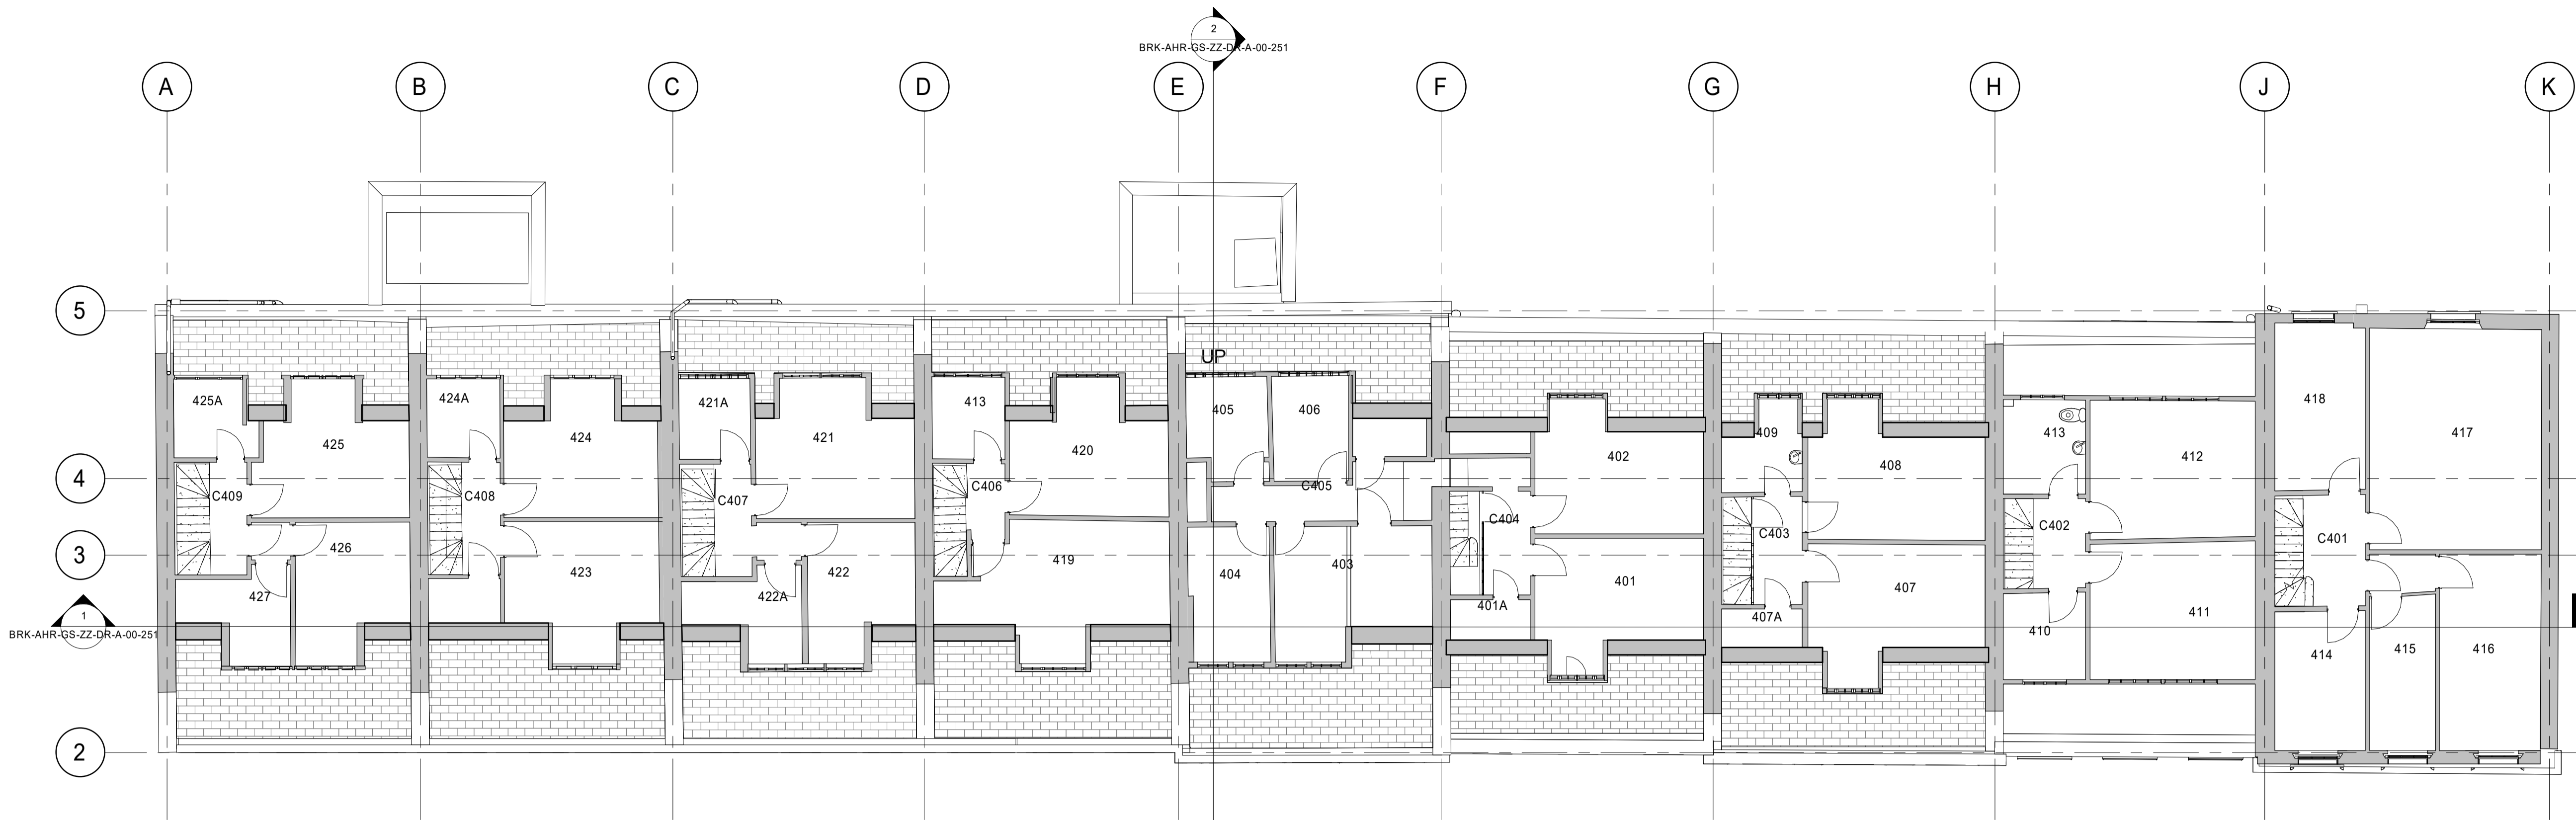 2
BRK-AHR-GS-ZZ-DR-A-00-251
A B C D E F G H J K
5
UP
425A 424A 421A 413 405 406 409 413 418 417
425 424 421 420 402 408 412
4
C409 C408 C407 C406 C405 C404 C403 C402 C401
3
426 423 422 419 404 403 401 407 411
427 422A 401A 407A 410 414 415 416
1
BRK-AHR-GS-ZZ-DR-A-00-251
2